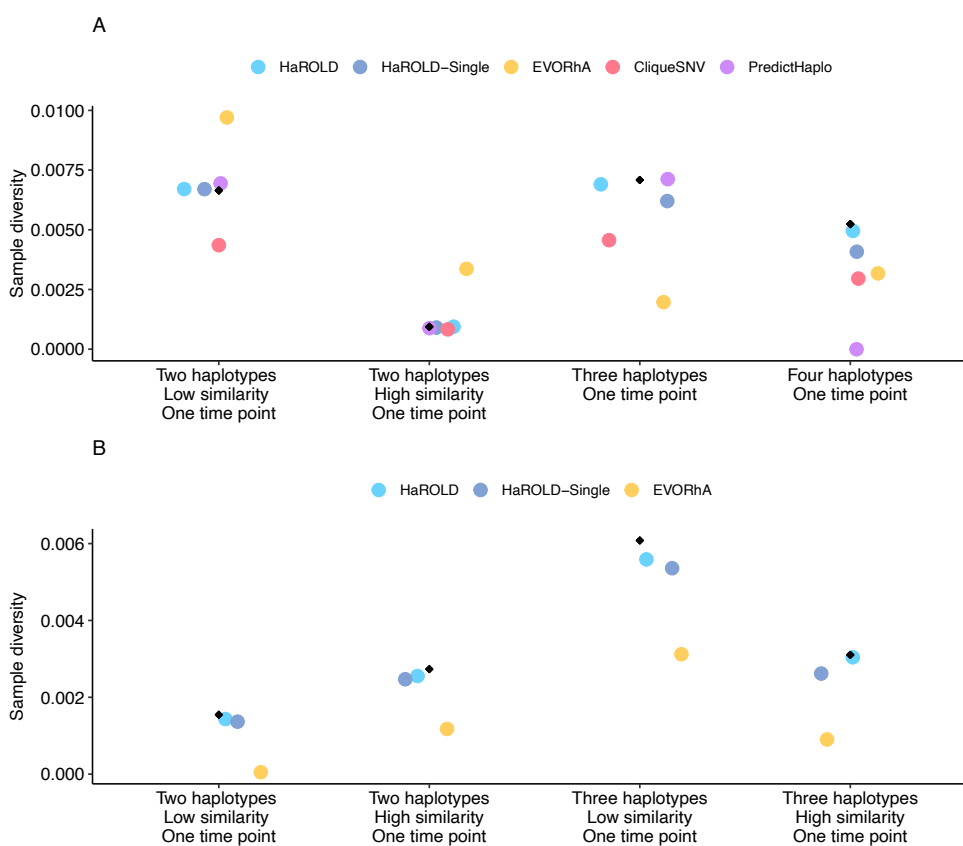 A
HaROLD HaROLD-Single EVORhA CliqueSNV PredictHaplo
Sample diversity
0.0100
0.0075
0.0050
0.0025
0.0000
Two haplotypes Two haplotypes Three haplotypes Four haplotypes
Low similarity High similarity One time point One time point
One time point One time point
B
HaROLD HaROLD-Single EVORhA
Sample diversity
0.006
0.004
0.002
0.000
Two haplotypes Two haplotypes Three haplotypes Three haplotypes
Low similarity High similarity Low similarity High similarity
One time point One time point One time point One time point